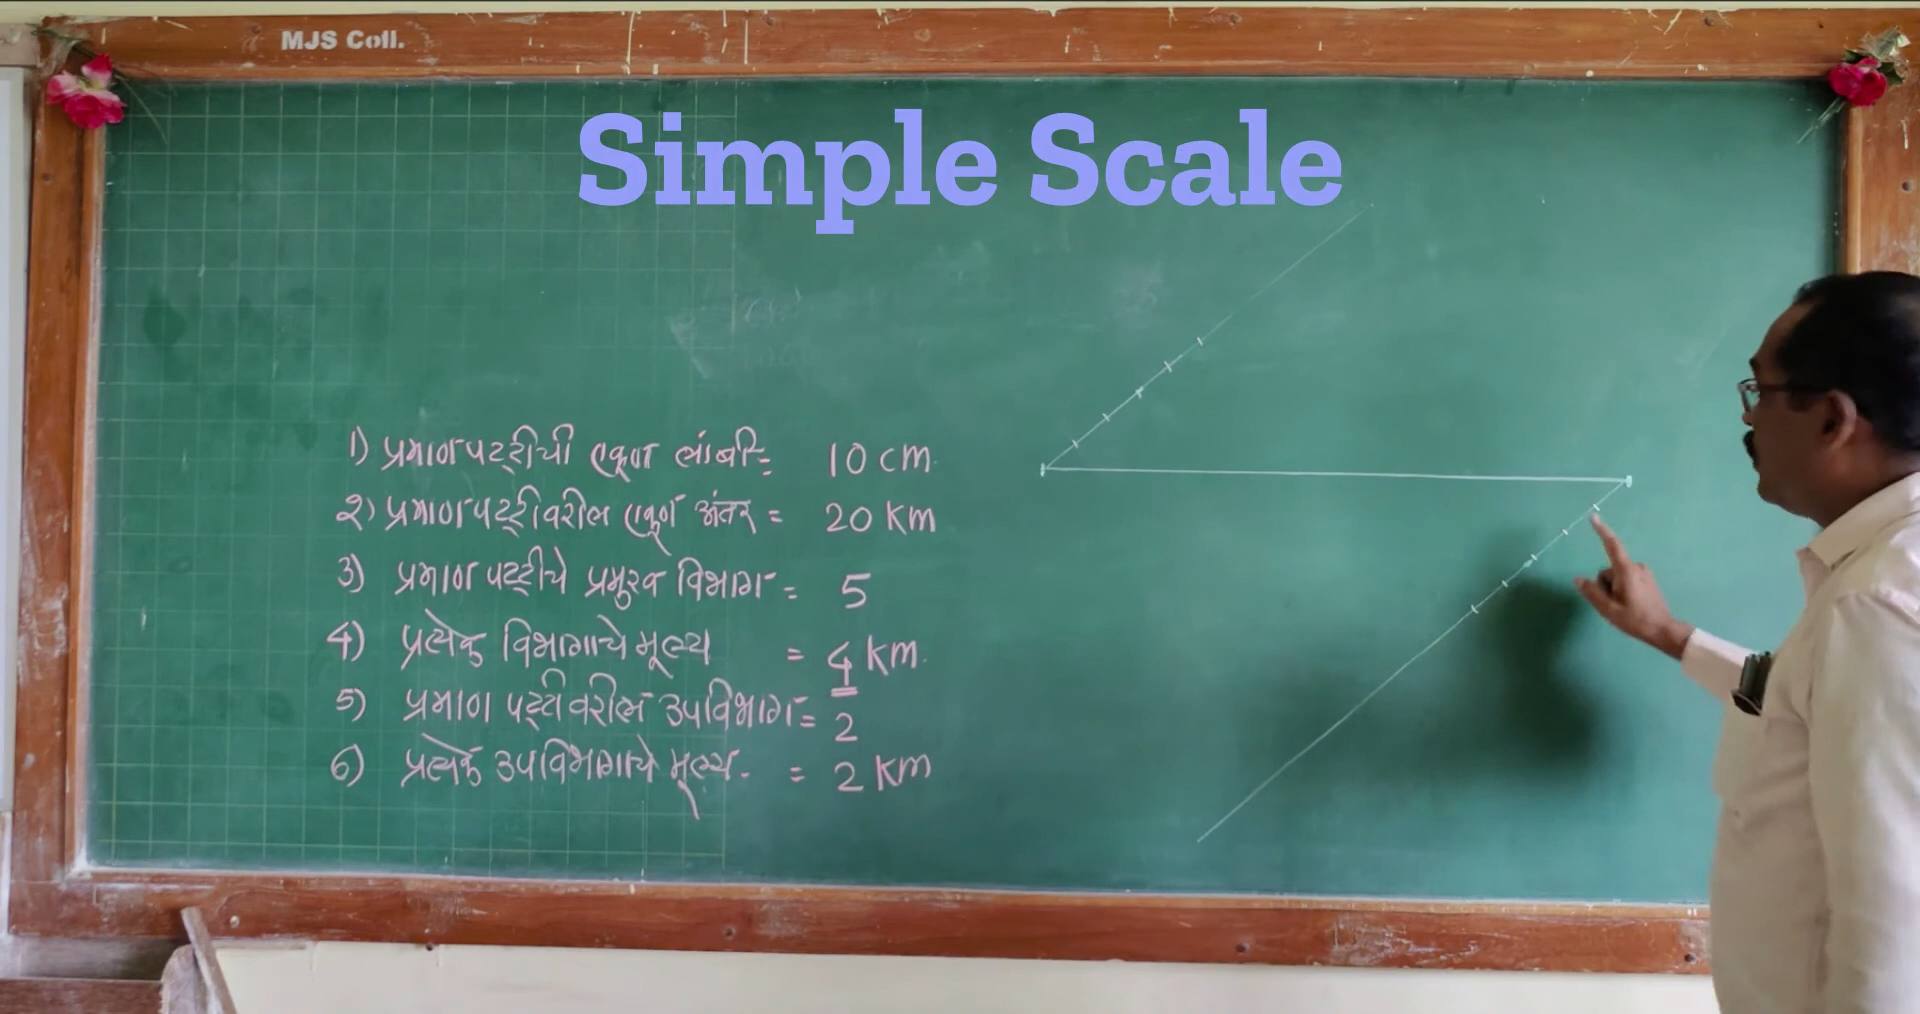 MJS Coll.
Simple Scale
1) प्रमाणपट्टीची एकूण लांबी = 10 cm.
२) प्रमाणपट्टीवरील एकूण अंतर = 20 km
3) प्रमाण पट्टीचे प्रमुख विभाग = 5
4) प्रत्येक विभागाचे मूल्य = 4 km.
5) प्रमाण पट्टीवरील उपविभाग = 2
6) प्रत्येक उपविभागाचे मूल्य. = 2 km